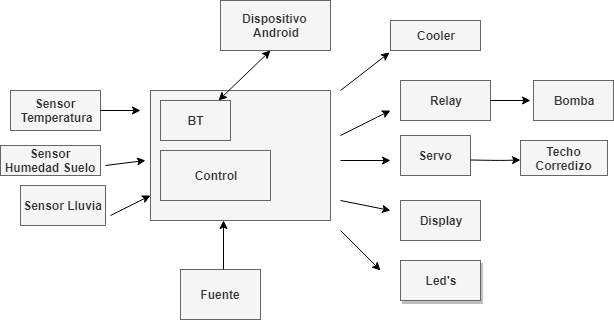 Dispositivo
Android
Cooler
Sensor
Temperatura
BT
Relay
Bomba
Sensor
Humedad Suelo
Control
Servo
Techo
Corredizo
Sensor Lluvia
Display
Fuente
Led's